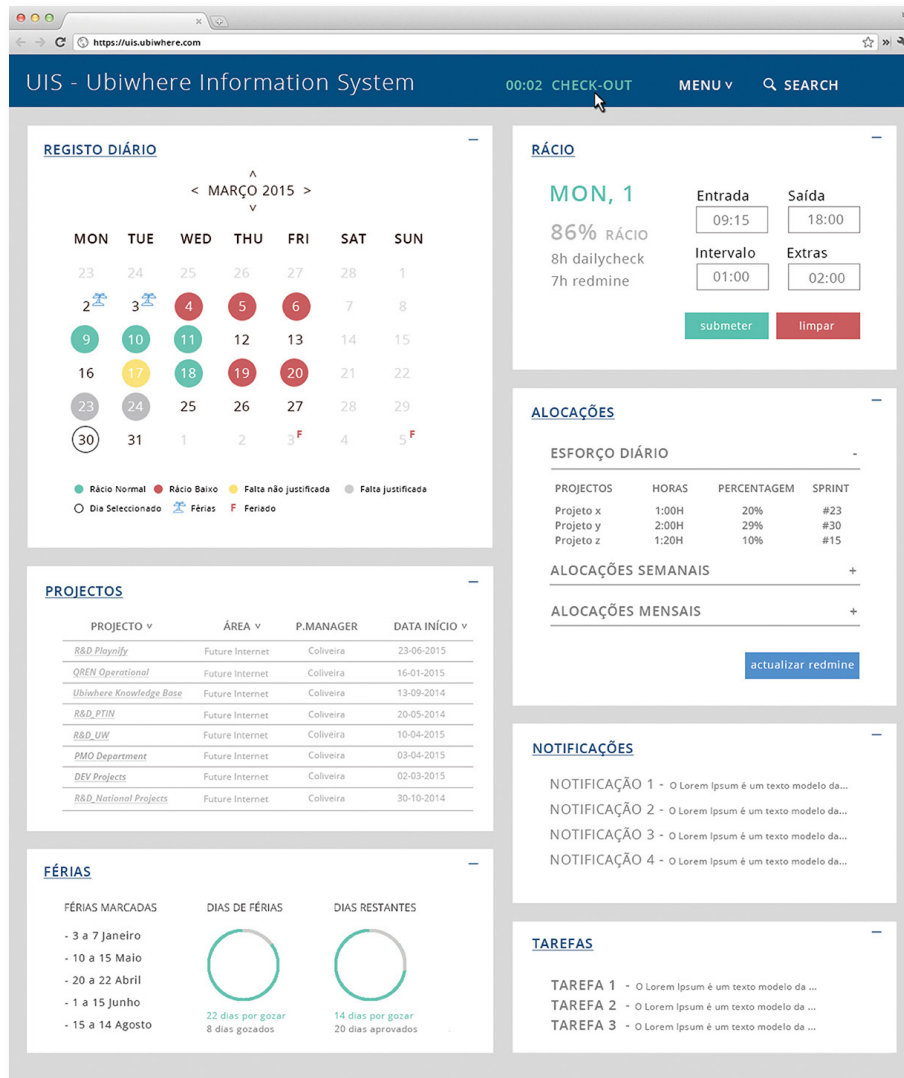 https://uis.ubiwhere.com
UIS - Ubiwhere Information System
00:02 CHECK-OUT
MENU
SEARCH
REGISTO DIÁRIO
< MARÇO 2015 >
MON TUE WED THU FRI SAT SUN
23 24 25 26 27 28 1
2 3 4 5 6 7 8
9 10 11 12 13 14 15
16 17 18 19 20 21 22
23 24 25 26 27 28 29
30 31 1 2 3 F 4 5 F
Rácio Normal Rácio Baixo Falta não justificada Falta justificada
Dia Seleccionado Férias F Feriado
PROJECTOS
PROJECTO ÁREA P.MANAGER DATA INÍCIO
R&D Playnify Future Internet Coliveira 23-06-2015
QREN Operational Future Internet Coliveira 16-01-2015
Ubiwhere Knowledge Base Future Internet Coliveira 13-09-2014
R&D_PTIN Future Internet Coliveira 20-05-2014
R&D_UW Future Internet Coliveira 10-04-2015
PMO Department Future Internet Coliveira 03-04-2015
DEV Projects Future Internet Coliveira 02-03-2015
R&D_National Projects Future Internet Coliveira 30-10-2014
FÉRIAS
FÉRIAS MARCADAS
- 3 a 7 Janeiro
- 10 a 15 Maio
- 20 a 22 Abril
- 1 a 15 Junho
- 15 a 14 Agosto
DIAS DE FÉRIAS
22 dias por gozar
8 dias gozados
DIAS RESTANTES
14 dias por gozar
20 dias aprovados
RÁCIO
MON, 1
86% RÁCIO
8h dailycheck
7h redmine
Entrada Saída
09:15 18:00
Intervalo Extras
01:00 02:00
submeter limpar
ALOCAÇÕES
ESFORÇO DIÁRIO -
PROJECTOS HORAS PERCENTAGEM SPRINT
Projeto x 1:00H 20% #23
Projeto y 2:00H 29% #30
Projeto z 1:20H 10% #15
ALOCAÇÕES SEMANAIS +
ALOCAÇÕES MENSAIS +
actualizar redmine
NOTIFICAÇÕES
NOTIFICAÇÃO 1 - O Lorem Ipsum é um texto modelo da...
NOTIFICAÇÃO 2 - O Lorem Ipsum é um texto modelo da...
NOTIFICAÇÃO 3 - O Lorem Ipsum é um texto modelo da...
NOTIFICAÇÃO 4 - O Lorem Ipsum é um texto modelo da...
TAREFAS
TAREFA 1 - O Lorem Ipsum é um texto modelo da ...
TAREFA 2 - O Lorem Ipsum é um texto modelo da ...
TAREFA 3 - O Lorem Ipsum é um texto modelo da ...